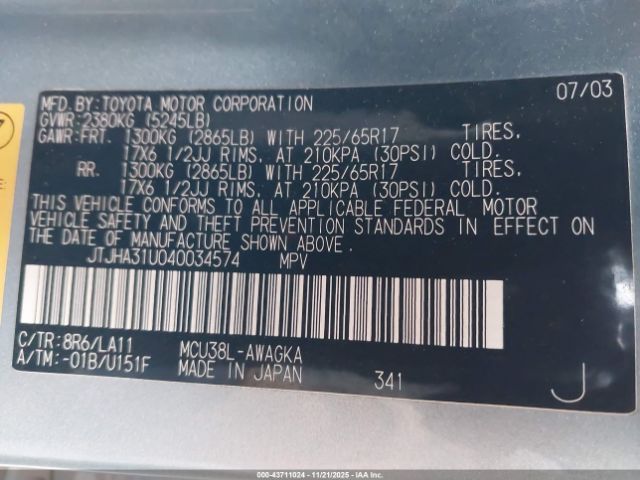 MFD.BY:TOYOTA MOTOR CORPORATION 07/03
GVWR:2380KG (5245LB)
GAWR:FRT. 1300KG (2865LB) WITH 225/65R17 TIRES,
17X6 1/2JJ RIMS, AT 210KPA (30PSI) COLD.
RR. 1300KG (2865LB) WITH 225/65R17 TIRES,
17X6 1/2JJ RIMS, AT 210KPA (30PSI) COLD.
THIS VEHICLE CONFORMS TO ALL APPLICABLE FEDERAL MOTOR
VEHICLE SAFETY AND THEFT PREVENTION STANDARDS IN EFFECT ON
THE DATE OF MANUFACTURE SHOWN ABOVE.
JTJHA31U040034574 MPV
C/TR:8R6/LA11 MCU38L-AWAGKA
A/TM:-01B/U151F MADE IN JAPAN 341 J
000-43711024 - 11/21/2025 - IAA Inc.